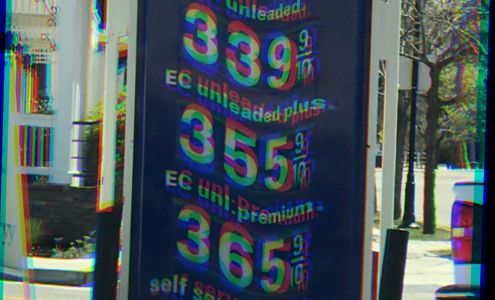 unleaded
339 9/10
EC unleaded plus
355 9/10
EC unl-premium
365 9/10
self